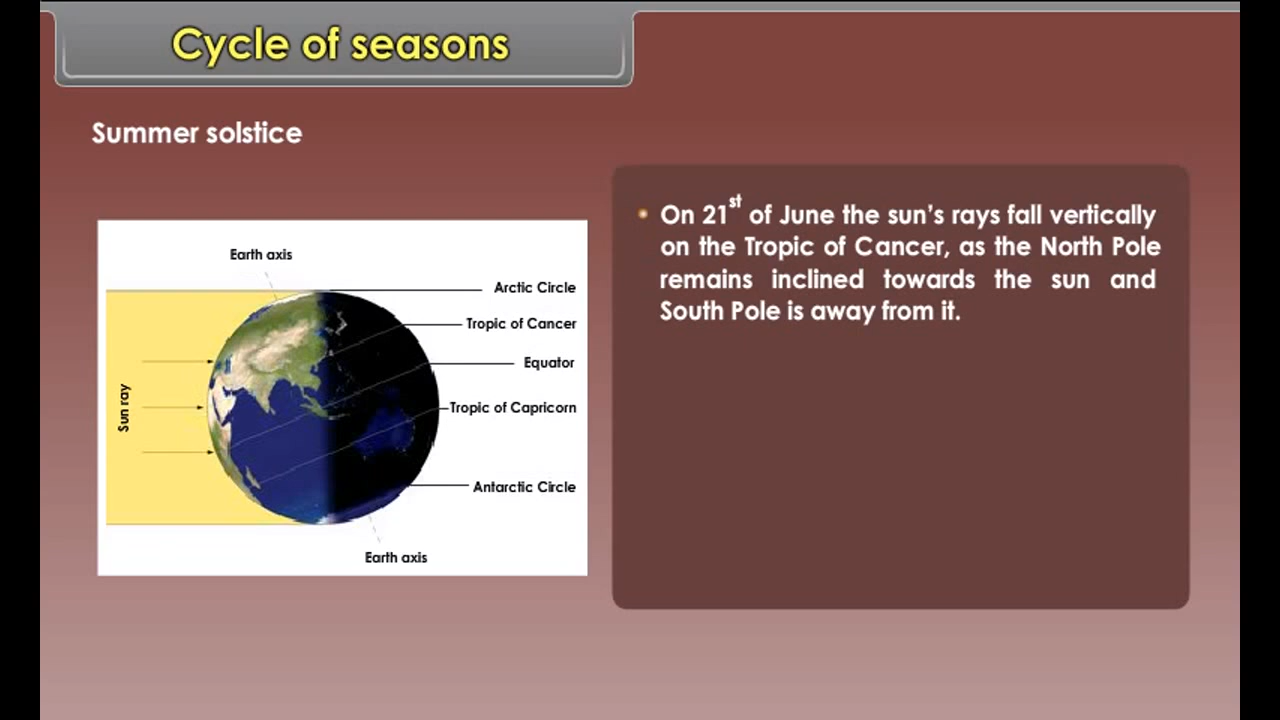 Cycle of seasons
Summer solstice
On 21st of June the sun's rays fall vertically
on the Tropic of Cancer, as the North Pole
remains inclined towards the sun and
South Pole is away from it.
Earth axis
Arctic Circle
Tropic of Cancer
Equator
Sun ray
Tropic of Capricorn
Antarctic Circle
Earth axis